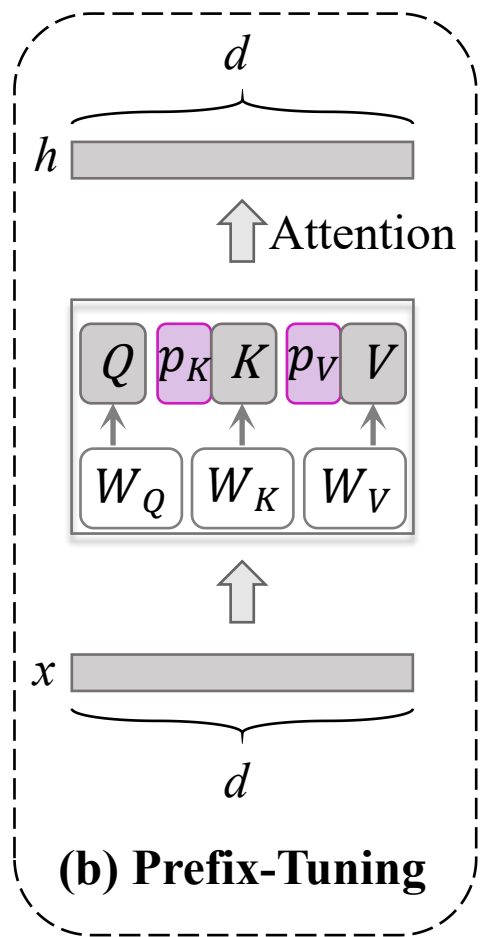 d
h
Attention
Q p_K K p_V V
W_Q W_K W_V
x
d
(b) Prefix-Tuning